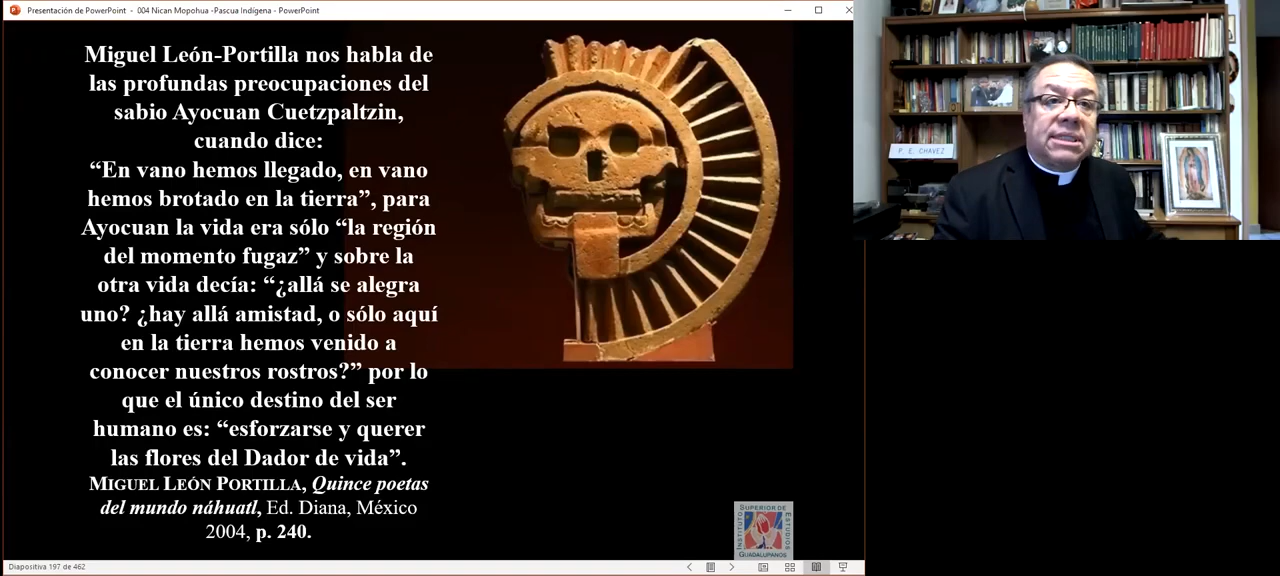 Presentación de PowerPoint - 004 Nican Mopohua -Pascua Indígena - PowerPoint
Miguel León-Portilla nos habla de
las profundas preocupaciones del
sabio Ayocuan Cuetzpaltzin,
cuando dice:
“En vano hemos llegado, en vano
hemos brotado en la tierra”, para
Ayocuan la vida era sólo “la región
del momento fugaz” y sobre la
otra vida decía: “¿allá se alegra
uno? ¿hay allá amistad, o sólo aquí
en la tierra hemos venido a
conocer nuestros rostros?” por lo
que el único destino del ser
humano es: “esforzarse y querer
las flores del Dador de vida”.
MIGUEL LEÓN PORTILLA, Quince poetas
del mundo náhuatl, Ed. Diana, México
2004, p. 240.
P. E. CHAVEZ
INSTITUTO SUPERIOR DE ESTUDIOS
GUADALUPANOS
Diapositiva 197 de 462